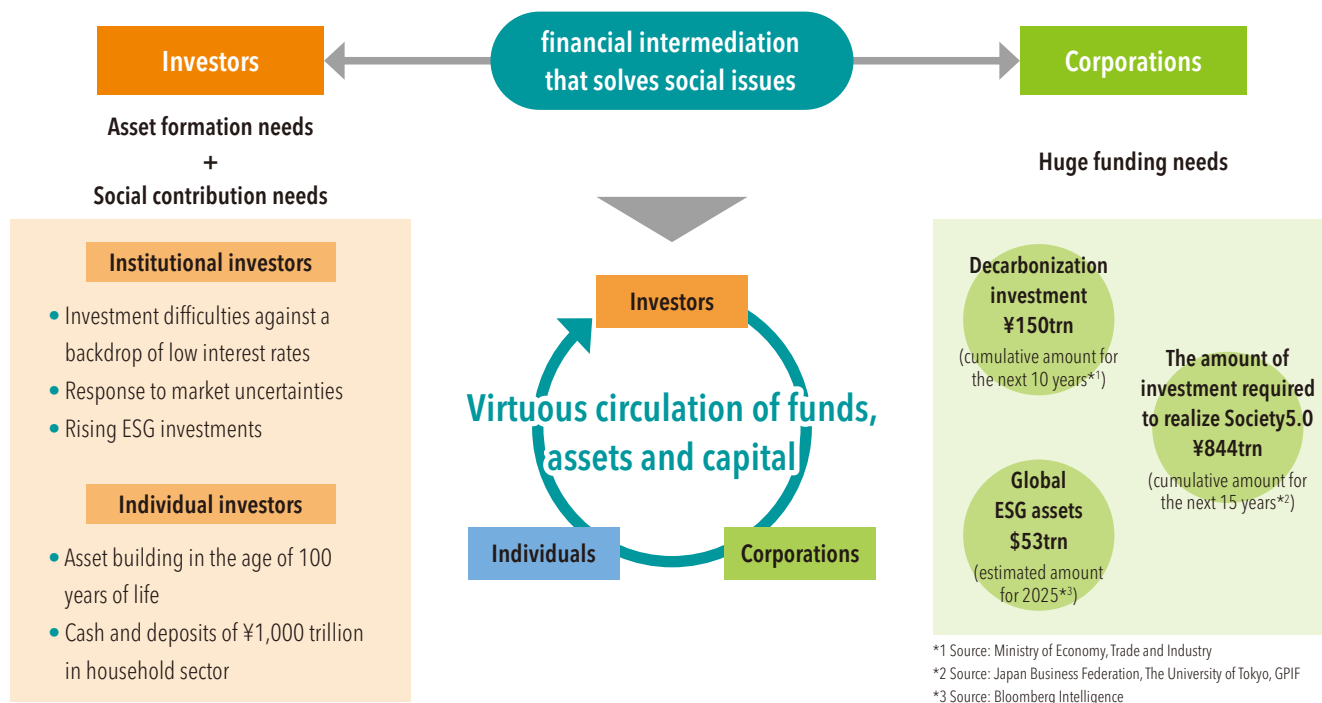 Investors
financial intermediation
that solves social issues
Corporations
Asset formation needs
+
Social contribution needs
Huge funding needs
Institutional investors
• Investment difficulties against a
backdrop of low interest rates
• Response to market uncertainties
• Rising ESG investments
Individual investors
• Asset building in the age of 100
years of life
• Cash and deposits of ¥1,000 trillion
in household sector
Investors
Virtuous circulation of funds,
assets and capital
Individuals
Corporations
Decarbonization
investment
¥150trn
(cumulative amount for
the next 10 years*1)
The amount of
investment required
to realize Society5.0
¥844trn
(cumulative amount for
the next 15 years*2)
Global
ESG assets
$53trn
(estimated amount
for 2025*3)
*1 Source: Ministry of Economy, Trade and Industry
*2 Source: Japan Business Federation, The University of Tokyo, GPIF
*3 Source: Bloomberg Intelligence